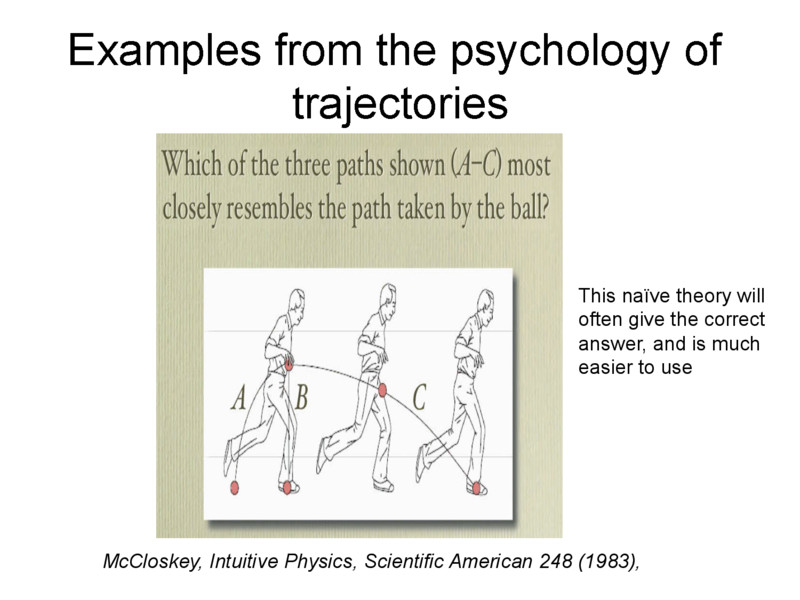 Examples from the psychology of
trajectories
Which of the three paths shown (A–C) most
closely resembles the path taken by the ball?
This naïve theory will
often give the correct
answer, and is much
easier to use
A B C
McCloskey, Intuitive Physics, Scientific American 248 (1983),